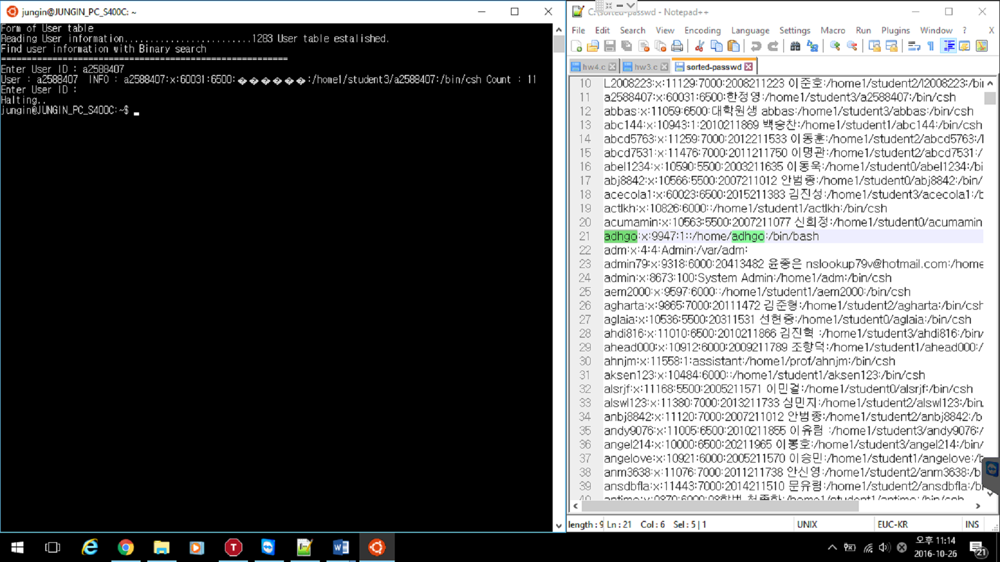 jungin@JUNGIN_PC_S400C: ~
Form of User table
Reading User information.........................1283 User table estalished.
Find user information with Binary search
========================================================
Enter User ID : a2588407
User : a2588407  INFO : a2588407:x:60031:6500:������:/home1/student3/a2588407:/bin/csh Count : 11
Enter User ID :
Halting..
jungin@JUNGIN_PC_S400C:~$
C:\sorted-passwd - Notepad++
File Edit Search View Encoding Language Settings Macro Run Plugins Window ? X
hw4.c hw3.c sorted-passwd
10 L2008223:x:11129:7000:2008211223 이준호:/home1/student2/l2008223:/bin
11 a2588407:x:60031:6500:한정영:/home1/student3/a2588407:/bin/csh
12 abbas:x:11059:6500:대학원생 abbas:/home1/student3/abbas:/bin/csh
13 abc144:x:10943:1:2010211869 백승찬:/home1/student1/abc144:/bin/csh
14 abcd5763:x:11259:7000:2012211533 이동훈:/home1/student2/abcd5763:/
15 abcd7531:x:11476:7000:2011211750 이명관:/home1/student2/abcd7531:/
16 abel1234:x:10590:5500:2003211635 이동욱:/home1/student0/abel1234:/bi
17 abj8842:x:10566:5500:2007211012 안범종:/home1/student0/abj8842:/bin/
18 acecola1:x:60023:6500:2015211383 김진성:/home1/student3/acecola1:/b
19 actlkh:x:10826:6000::/home1/student1/actlkh:/bin/csh
20 acumamin:x:10563:5500:2007211077 신희정:/home1/student0/acumamin
21 adhgo:x:9947:1::/home/adhgo:/bin/bash
22 adm:x:4:4:Admin:/var/adm:
23 admin79:x:9318:6000:20413482 윤종은 nslookup79v@hotmail.com:/home
24 admin:x:8673:100:System Admin:/home1/adm:/bin/csh
25 aem2000:x:9597:6000::/home1/student1/aem2000:/bin/csh
26 agharta:x:9865:7000:20111472 김준형:/home1/student2/agharta:/bin/csh
27 aglaia:x:10536:5500:20311531 선현중:/home1/student0/aglaia:/bin/csh
28 ahdi816:x:11010:6500:2010211866 김진혁 :/home1/student3/ahdi816:/bin/
29 ahead000:x:10912:6000:2009211789 조항덕:/home1/student1/ahead000:/
30 ahnjm:x:11558:1:assistant:/home1/prof/ahnjm:/bin/csh
31 aksen123:x:10484:6000::/home1/student1/aksen123:/bin/csh
32 alsrjf:x:11168:5500:2005211571 이민걸:/home1/student0/alsrjf:/bin/csh
33 alswl123:x:11380:7000:2013211733 심민지:/home1/student2/alswl123:/bin
34 anbj8842:x:11120:7000:2007211012 안범종:/home1/student2/anbj8842:/b
35 andy9076:x:11005:6500:2010211855 이유림 :/home1/student3/andy9076:/
36 angel214:x:10000:6500:20211965 이봉호:/home1/student3/angel214:/bin/
37 angelove:x:10921:6000:2005211570 이승민:/home1/student1/angelove:/b
38 anm3638:x:11076:7000:2011211738 안신영:/home1/student2/anm3638:/b
39 ansdbfla:x:11443:7000:2014211510 문유림:/home1/student2/ansdbfla:/bi
length : 9 Ln : 21 Col : 6 Sel : 5 | 1 UNIX EUC-KR INS
오후 11:14
2016-10-26
21